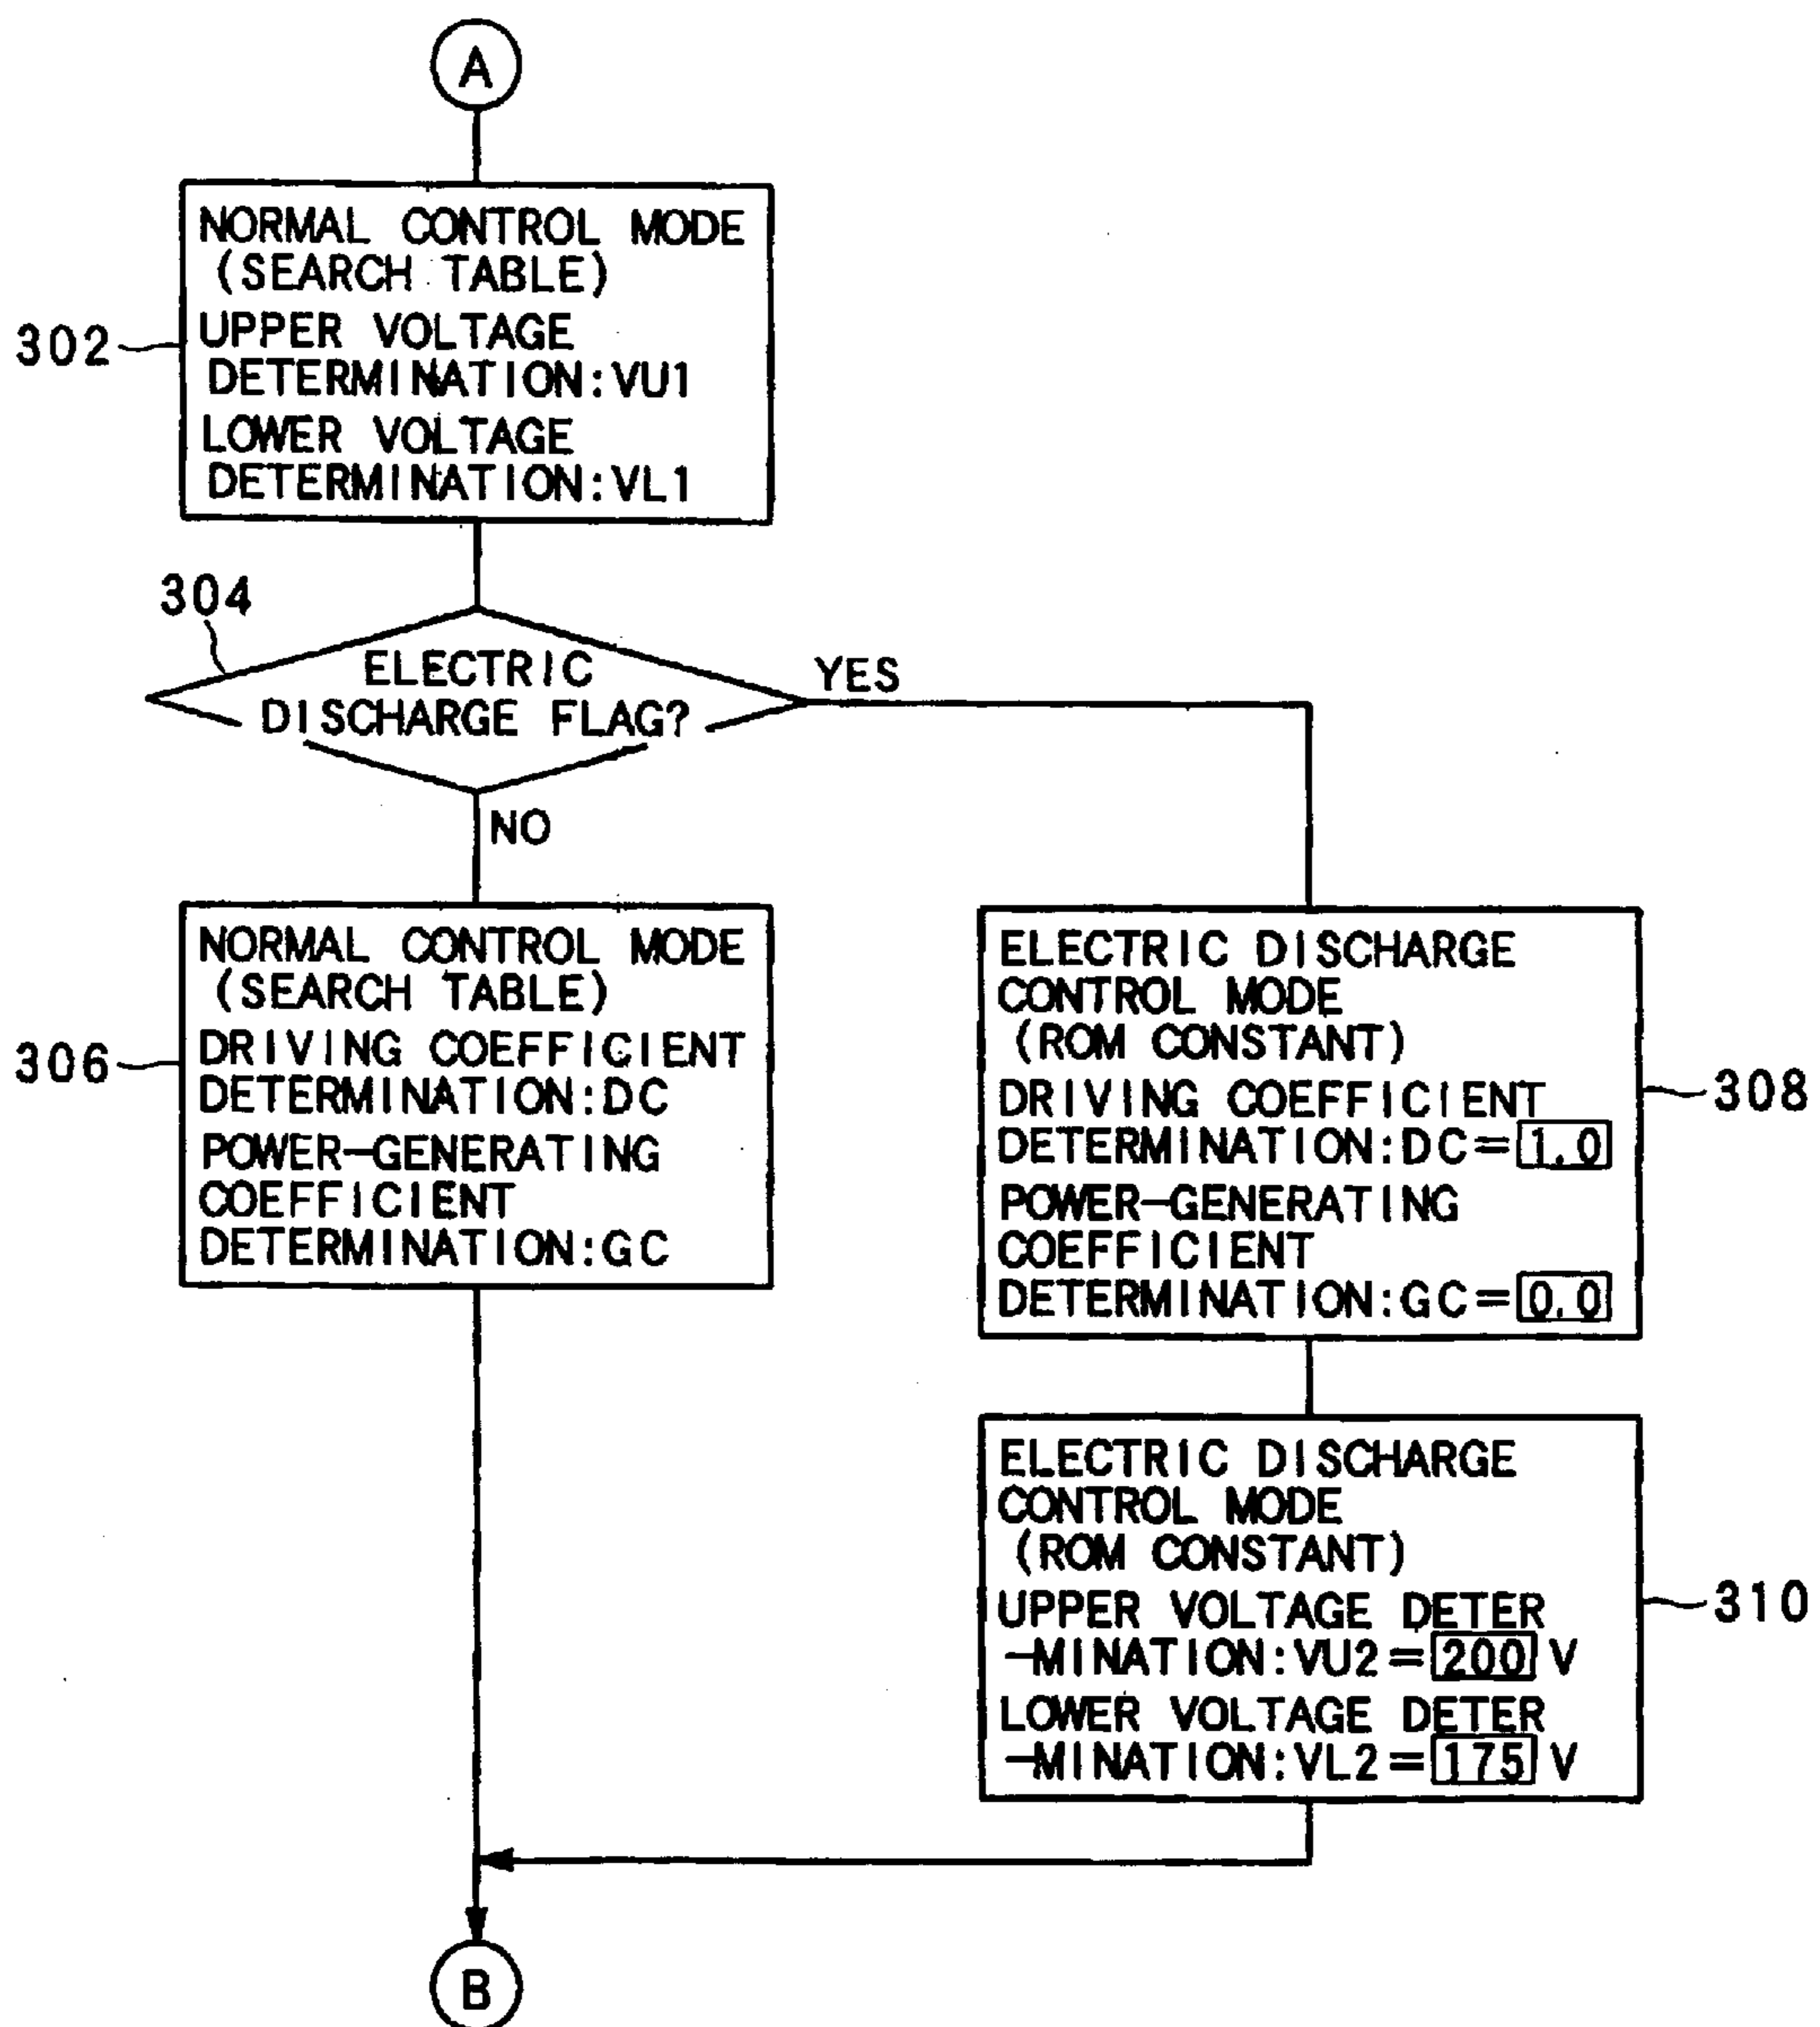 A
NORMAL CONTROL MODE
(SEARCH TABLE)
UPPER VOLTAGE
DETERMINATION:VU1
LOWER VOLTAGE
DETERMINATION:VL1
302
304
ELECTRIC
DISCHARGE FLAG?
YES
NO
NORMAL CONTROL MODE
(SEARCH TABLE)
DRIVING COEFFICIENT
DETERMINATION:DC
POWER-GENERATING
COEFFICIENT
DETERMINATION:GC
306
ELECTRIC DISCHARGE
CONTROL MODE
(ROM CONSTANT)
DRIVING COEFFICIENT
DETERMINATION:DC=1.0
POWER-GENERATING
COEFFICIENT
DETERMINATION:GC=0.0
308
ELECTRIC DISCHARGE
CONTROL MODE
(ROM CONSTANT)
UPPER VOLTAGE DETER
-MINATION:VU2=200 V
LOWER VOLTAGE DETER
-MINATION:VL2=175 V
310
B